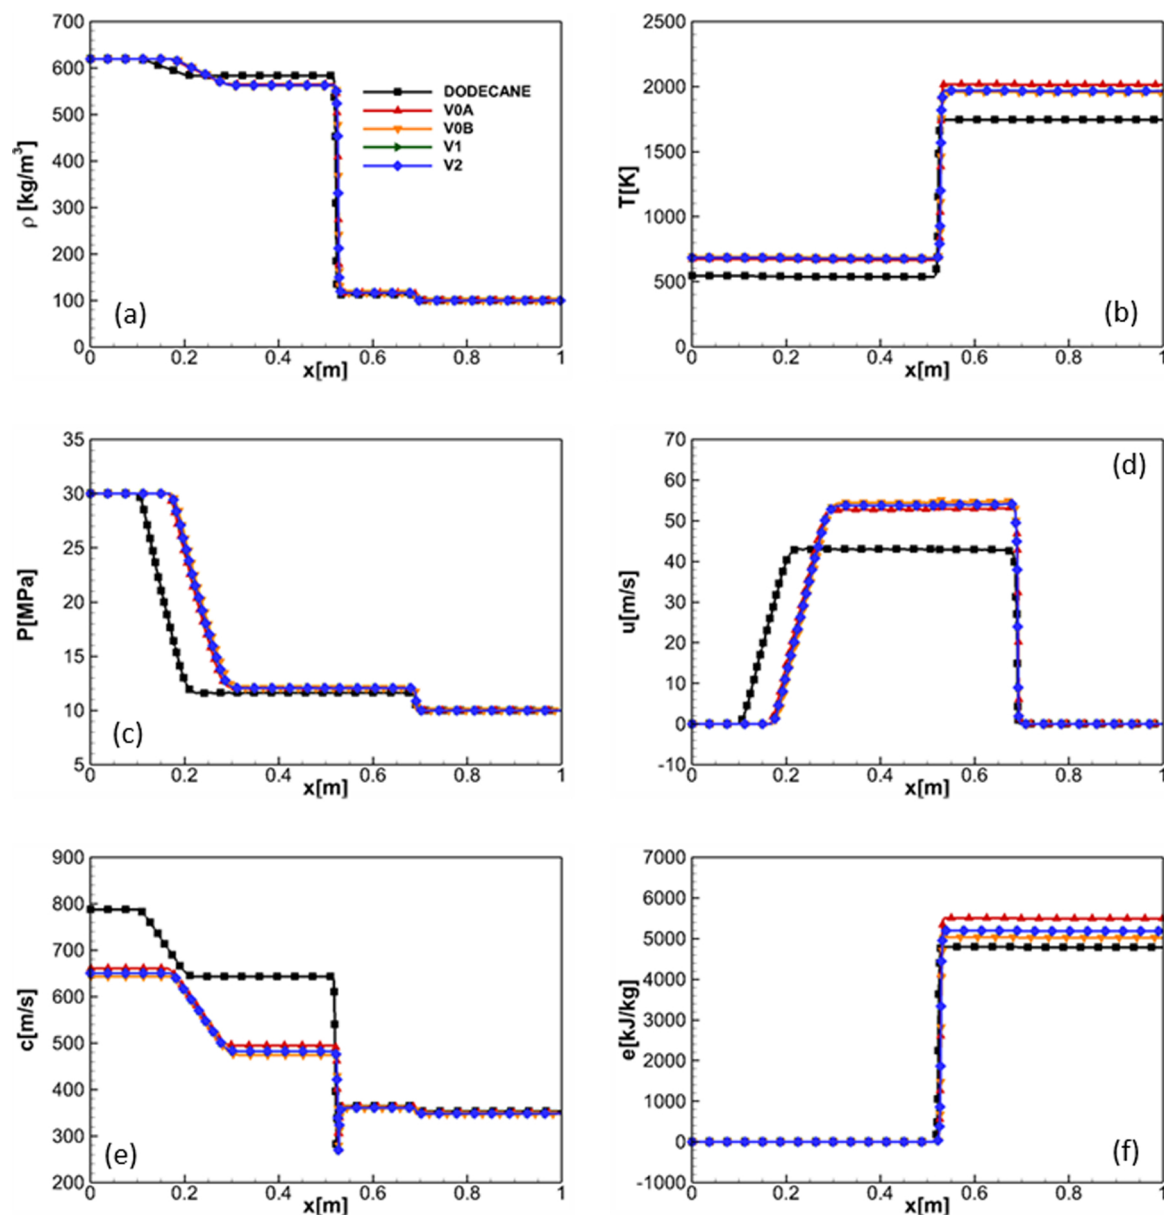 700
600
500
400
300
200
100
0
ρ [kg/m³]
DODECANE
V0A
V0B
V1
V2
(a)
0 0.2 0.4 0.6 0.8 1
x[m]
2500
2000
1500
1000
500
0
T[K]
(b)
0 0.2 0.4 0.6 0.8 1
x[m]
35
30
25
20
15
10
5
P[MPa]
(c)
0 0.2 0.4 0.6 0.8 1
x[m]
70
60
50
40
30
20
10
0
-10
u[m/s]
(d)
0 0.2 0.4 0.6 0.8 1
x[m]
900
800
700
600
500
400
300
200
c[m/s]
(e)
0 0.2 0.4 0.6 0.8 1
x[m]
7000
6000
5000
4000
3000
2000
1000
0
-1000
e[kJ/kg]
(f)
0 0.2 0.4 0.6 0.8 1
x[m]